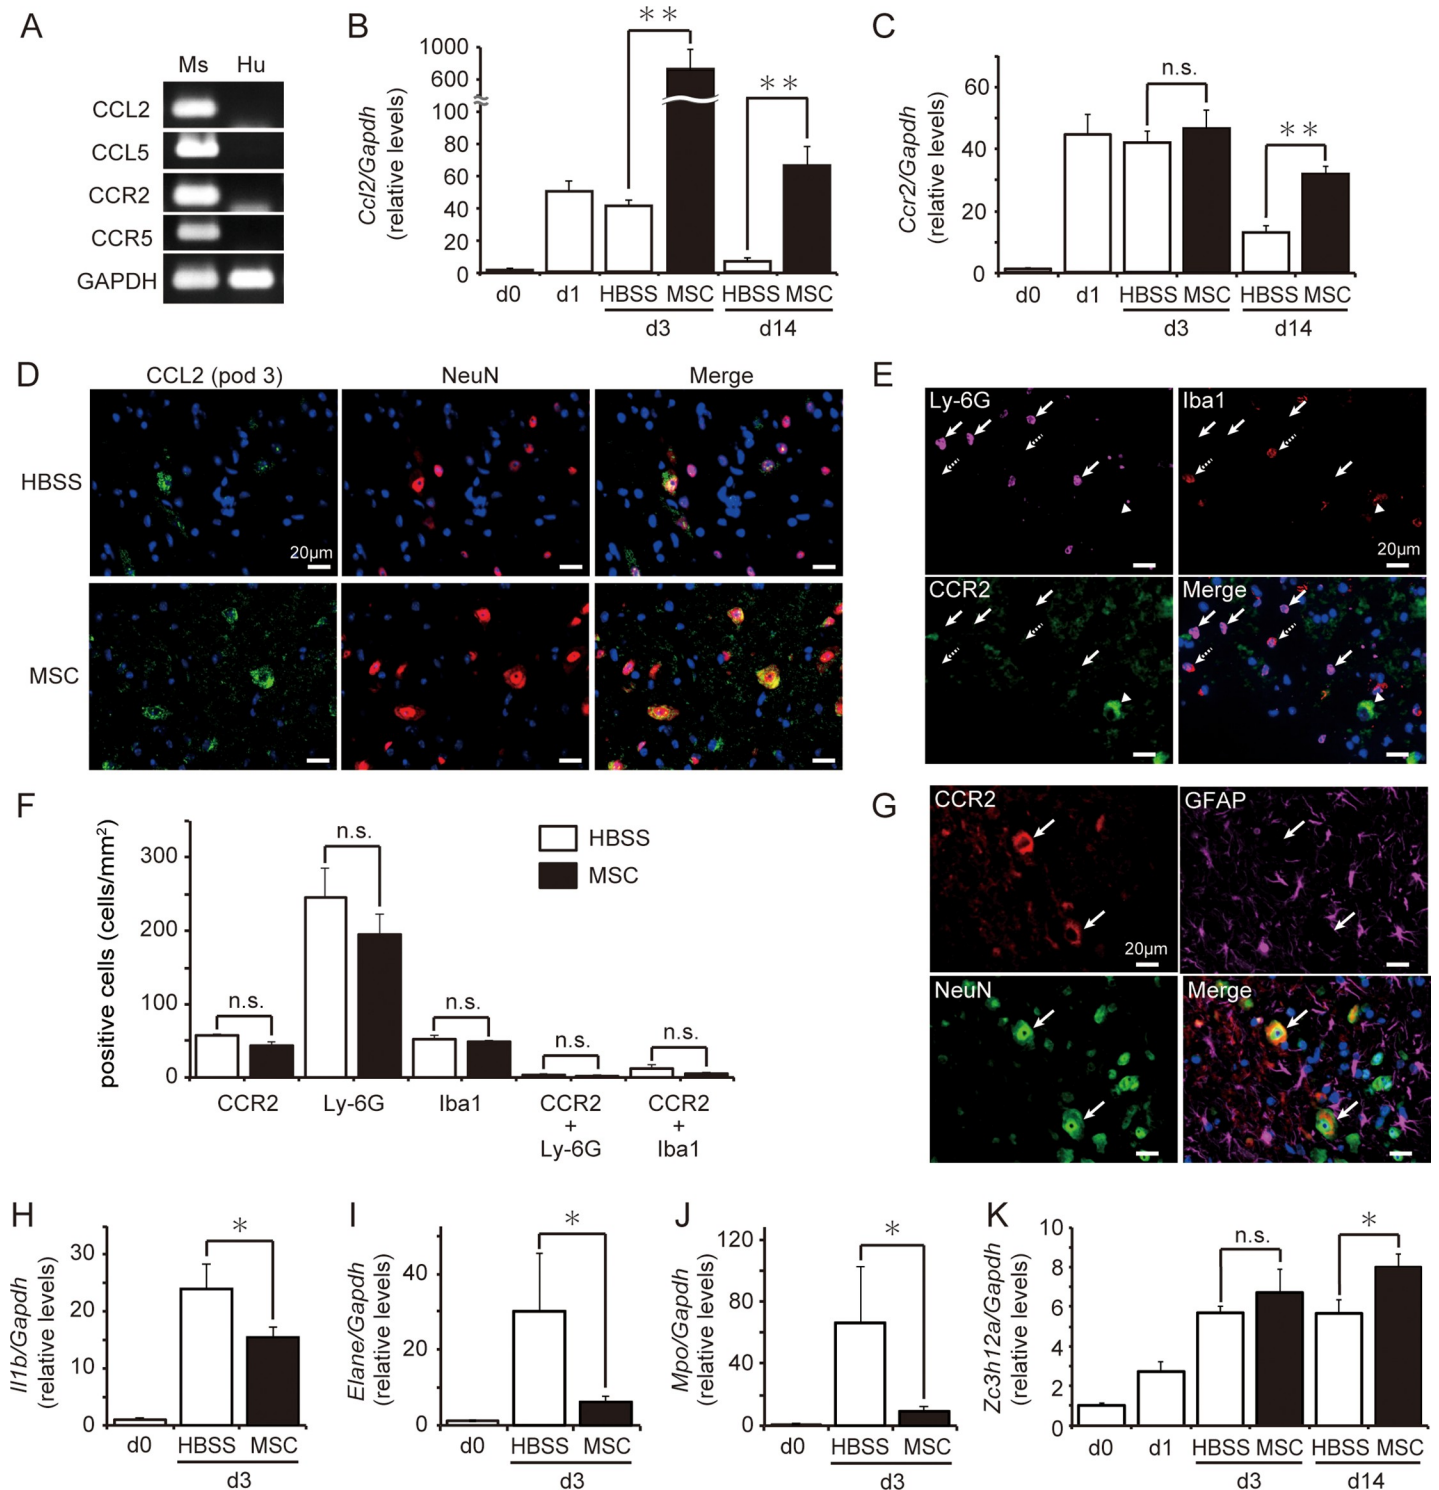 A
Ms Hu
CCL2
CCL5
CCR2
CCR5
GAPDH
B
Ccl2/Gapdh
(relative levels)
1000
600
100
80
60
40
20
0
**
**
d0 d1 HBSS MSC HBSS MSC
d3 d14
C
Ccr2/Gapdh
(relative levels)
60
40
20
0
n.s.
**
d0 d1 HBSS MSC HBSS MSC
d3 d14
D
CCL2 (pod 3) NeuN Merge
HBSS
20μm
MSC
E
Ly-6G Iba1
20μm
CCR2 Merge
F
positive cells (cells/mm²)
300
200
100
0
n.s.
n.s.
n.s.
n.s.
n.s.
HBSS
MSC
CCR2 Ly-6G Iba1 CCR2 CCR2
+ +
Ly-6G Iba1
G
CCR2 GFAP
20μm
NeuN Merge
H
Il1b/Gapdh
(relative levels)
30
20
10
0
*
d0 HBSS MSC
d3
I
Elane/Gapdh
(relative levels)
40
20
0
*
d0 HBSS MSC
d3
J
Mpo/Gapdh
(relative levels)
120
80
40
0
*
d0 HBSS MSC
d3
K
Zc3h12a/Gapdh
(relative levels)
10
8
6
4
2
0
n.s.
*
d0 d1 HBSS MSC HBSS MSC
d3 d14